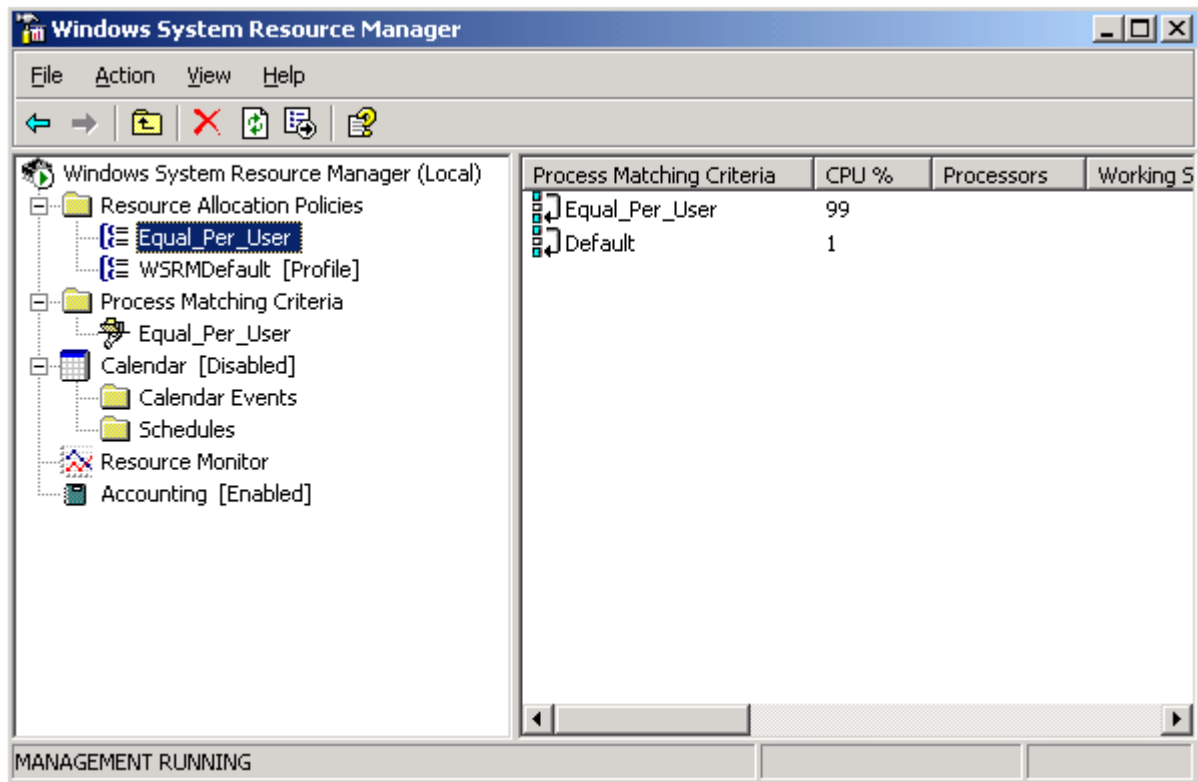 Windows System Resource Manager
File Action View Help
Windows System Resource Manager (Local)
Resource Allocation Policies
Equal_Per_User
WSRMDefault [Profile]
Process Matching Criteria
Equal_Per_User
Calendar [Disabled]
Calendar Events
Schedules
Resource Monitor
Accounting [Enabled]
Process Matching Criteria CPU % Processors Working S
Equal_Per_User 99
Default 1
MANAGEMENT RUNNING